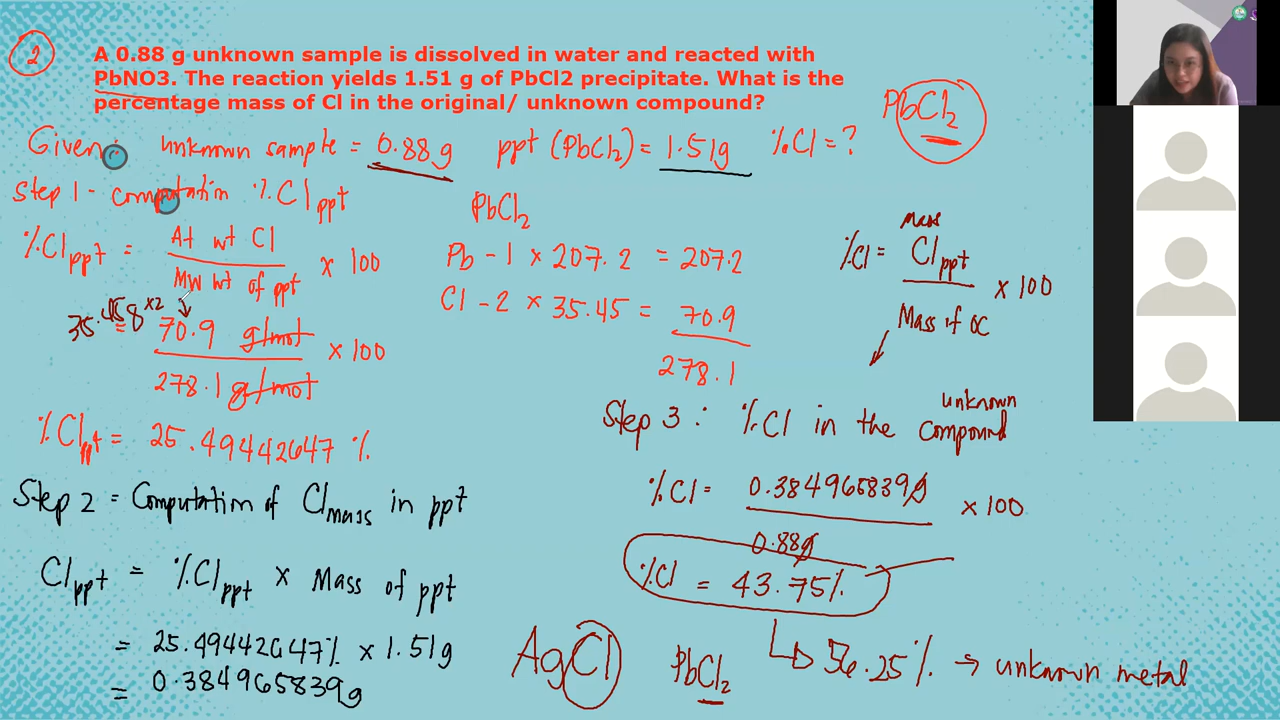 2
A 0.88 g unknown sample is dissolved in water and reacted with
PbNO3. The reaction yields 1.51 g of PbCl2 precipitate. What is the
percentage mass of Cl in the original/ unknown compound?
PbCl2
Given: unknown sample = 0.88g ppt (PbCl2) = 1.51g %Cl = ?
Step 1 - computation %Cl ppt
%Cl ppt = At wt Cl
MW wt of ppt
x 100
35.458 x2
= 70.9 g/mol
278.1 g/mol
x 100
%Cl ppt = 25.49442647 %
PbCl2
Pb - 1 x 207.2 = 207.2
Cl - 2 x 35.45 = 70.9
278.1
%Cl = mass Cl ppt
Mass of OC
x 100
Step 2 = Computation of Cl mass in ppt
Cl ppt = %Cl ppt x Mass of ppt
= 25.49442647% x 1.51g
= 0.384965839g
Step 3 : %Cl in the unknown compound
%Cl = 0.384965839g
0.88g
x 100
%Cl = 43.75%
AgCl PbCl2 56.25% → unknown metal